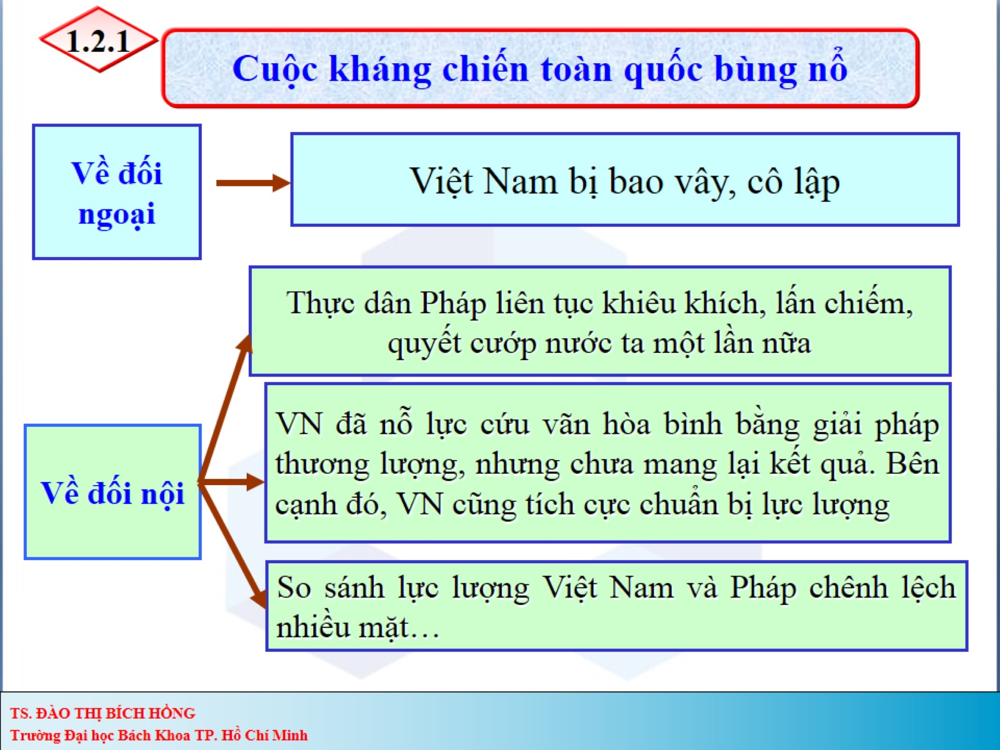 1.2.1
Cuộc kháng chiến toàn quốc bùng nổ
Về đối
ngoại
Việt Nam bị bao vây, cô lập
Thực dân Pháp liên tục khiêu khích, lấn chiếm,
quyết cướp nước ta một lần nữa
Về đối nội
VN đã nỗ lực cứu vãn hòa bình bằng giải pháp
thương lượng, nhưng chưa mang lại kết quả. Bên
cạnh đó, VN cũng tích cực chuẩn bị lực lượng
So sánh lực lượng Việt Nam và Pháp chênh lệch
nhiều mặt…
TS. ĐÀO THỊ BÍCH HỒNG
Trường Đại học Bách Khoa TP. Hồ Chí Minh